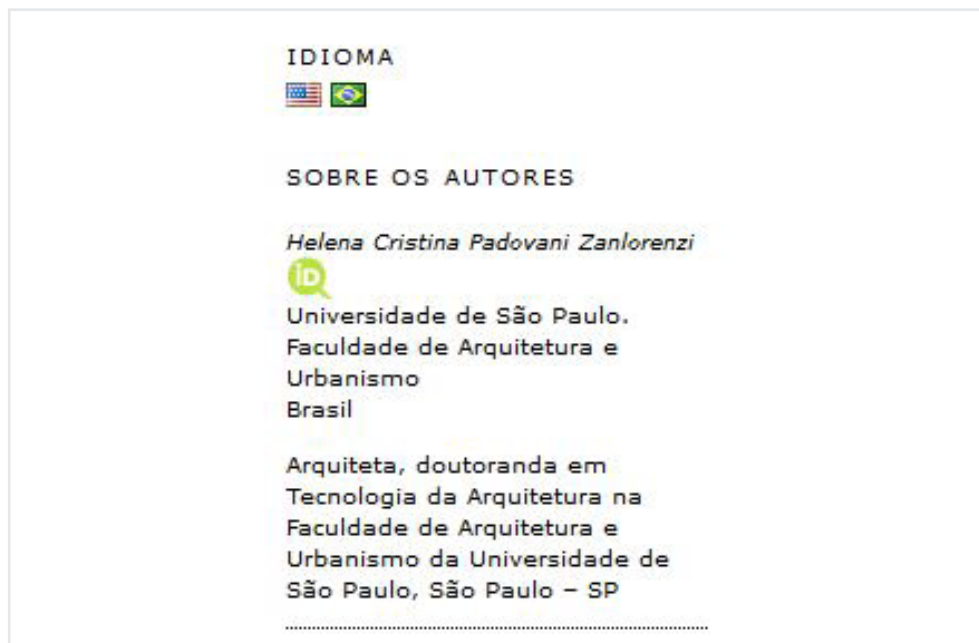 IDIOMA
SOBRE OS AUTORES
Helena Cristina Padovani Zanlorenzi
iD
Universidade de São Paulo.
Faculdade de Arquitetura e
Urbanismo
Brasil
Arquiteta, doutoranda em
Tecnologia da Arquitetura na
Faculdade de Arquitetura e
Urbanismo da Universidade de
São Paulo, São Paulo – SP